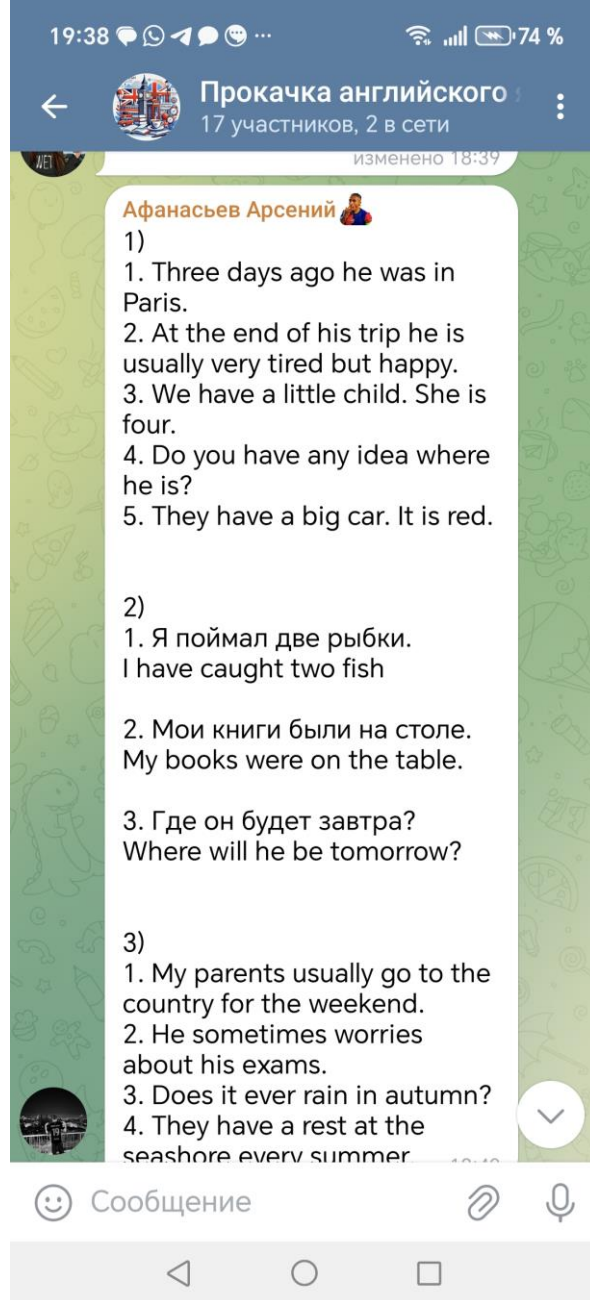 19:38 ... 74 %
Прокачка английского
17 участников, 2 в сети
изменено 18:39
Афанасьев Арсений
1)
1. Three days ago he was in
Paris.
2. At the end of his trip he is
usually very tired but happy.
3. We have a little child. She is
four.
4. Do you have any idea where
he is?
5. They have a big car. It is red.
2)
1. Я поймал две рыбки.
I have caught two fish
2. Мои книги были на столе.
My books were on the table.
3. Где он будет завтра?
Where will he be tomorrow?
3)
1. My parents usually go to the
country for the weekend.
2. He sometimes worries
about his exams.
3. Does it ever rain in autumn?
4. They have a rest at the
seashore every summer.
Сообщение